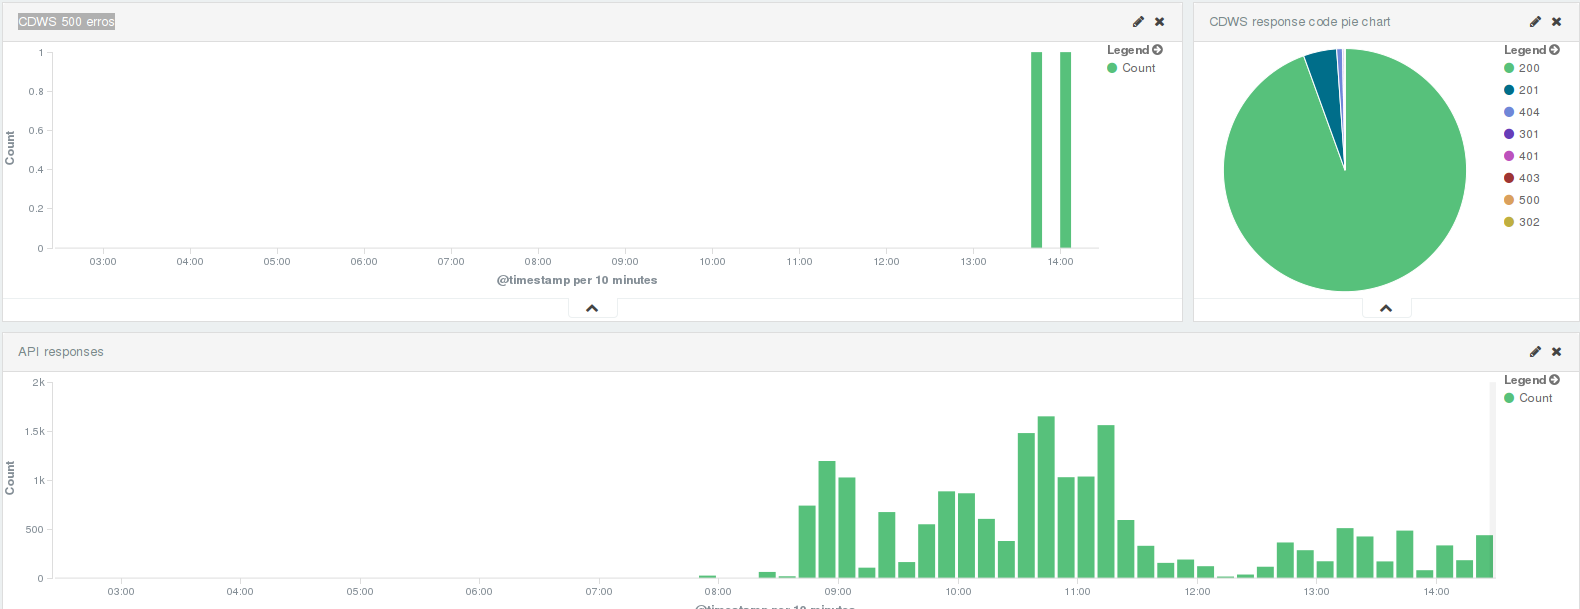 CDWS 500 erros
Legend
Count
1
0.8
0.6
0.4
0.2
0
Count
03:00 04:00 05:00 06:00 07:00 08:00 09:00 10:00 11:00 12:00 13:00 14:00
@timestamp per 10 minutes
CDWS response code pie chart
Legend
200
201
404
301
401
403
500
302
API responses
Legend
Count
2k
1.5k
1k
500
0
Count
03:00 04:00 05:00 06:00 07:00 08:00 09:00 10:00 11:00 12:00 13:00 14:00
@timestamp per 10 minutes